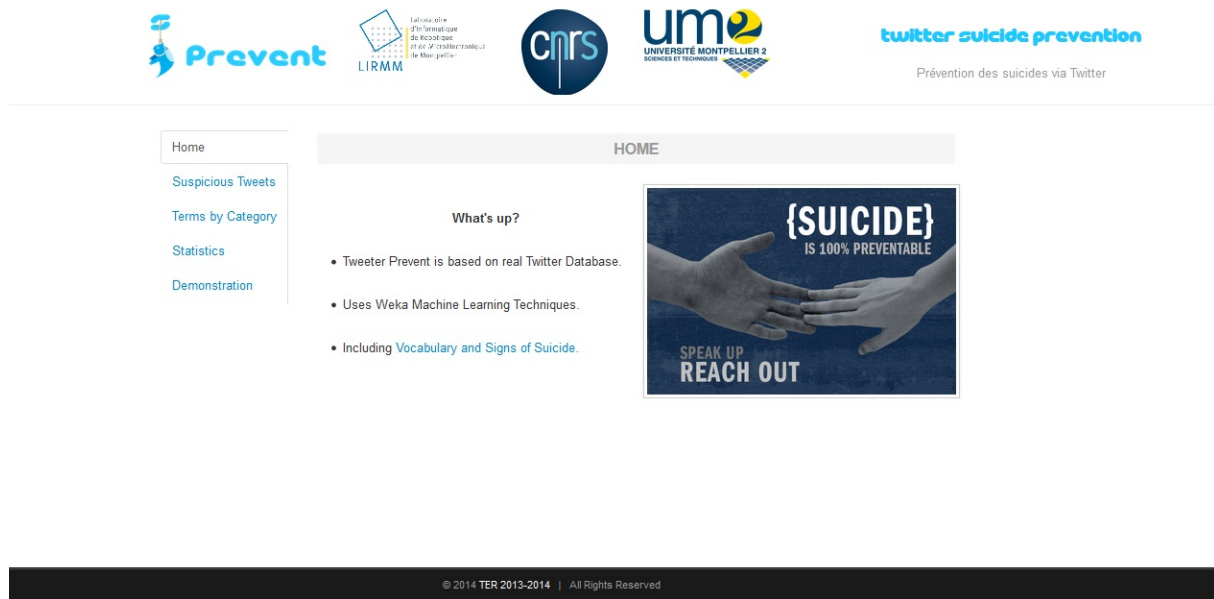 Prevent
LIRMM
Laboratoire
d'Informatique
de Robotique
et de Microélectronique
de Montpellier
cnrs
um2
UNIVERSITÉ MONTPELLIER 2
SCIENCES ET TECHNIQUES
twitter suicide prevention
Prévention des suicides via Twitter
Home
Suspicious Tweets
Terms by Category
Statistics
Demonstration
HOME
What's up?
• Tweeter Prevent is based on real Twitter Database.
• Uses Weka Machine Learning Techniques.
• Including Vocabulary and Signs of Suicide.
{SUICIDE}
IS 100% PREVENTABLE
SPEAK UP
REACH OUT
© 2014 TER 2013-2014 | All Rights Reserved